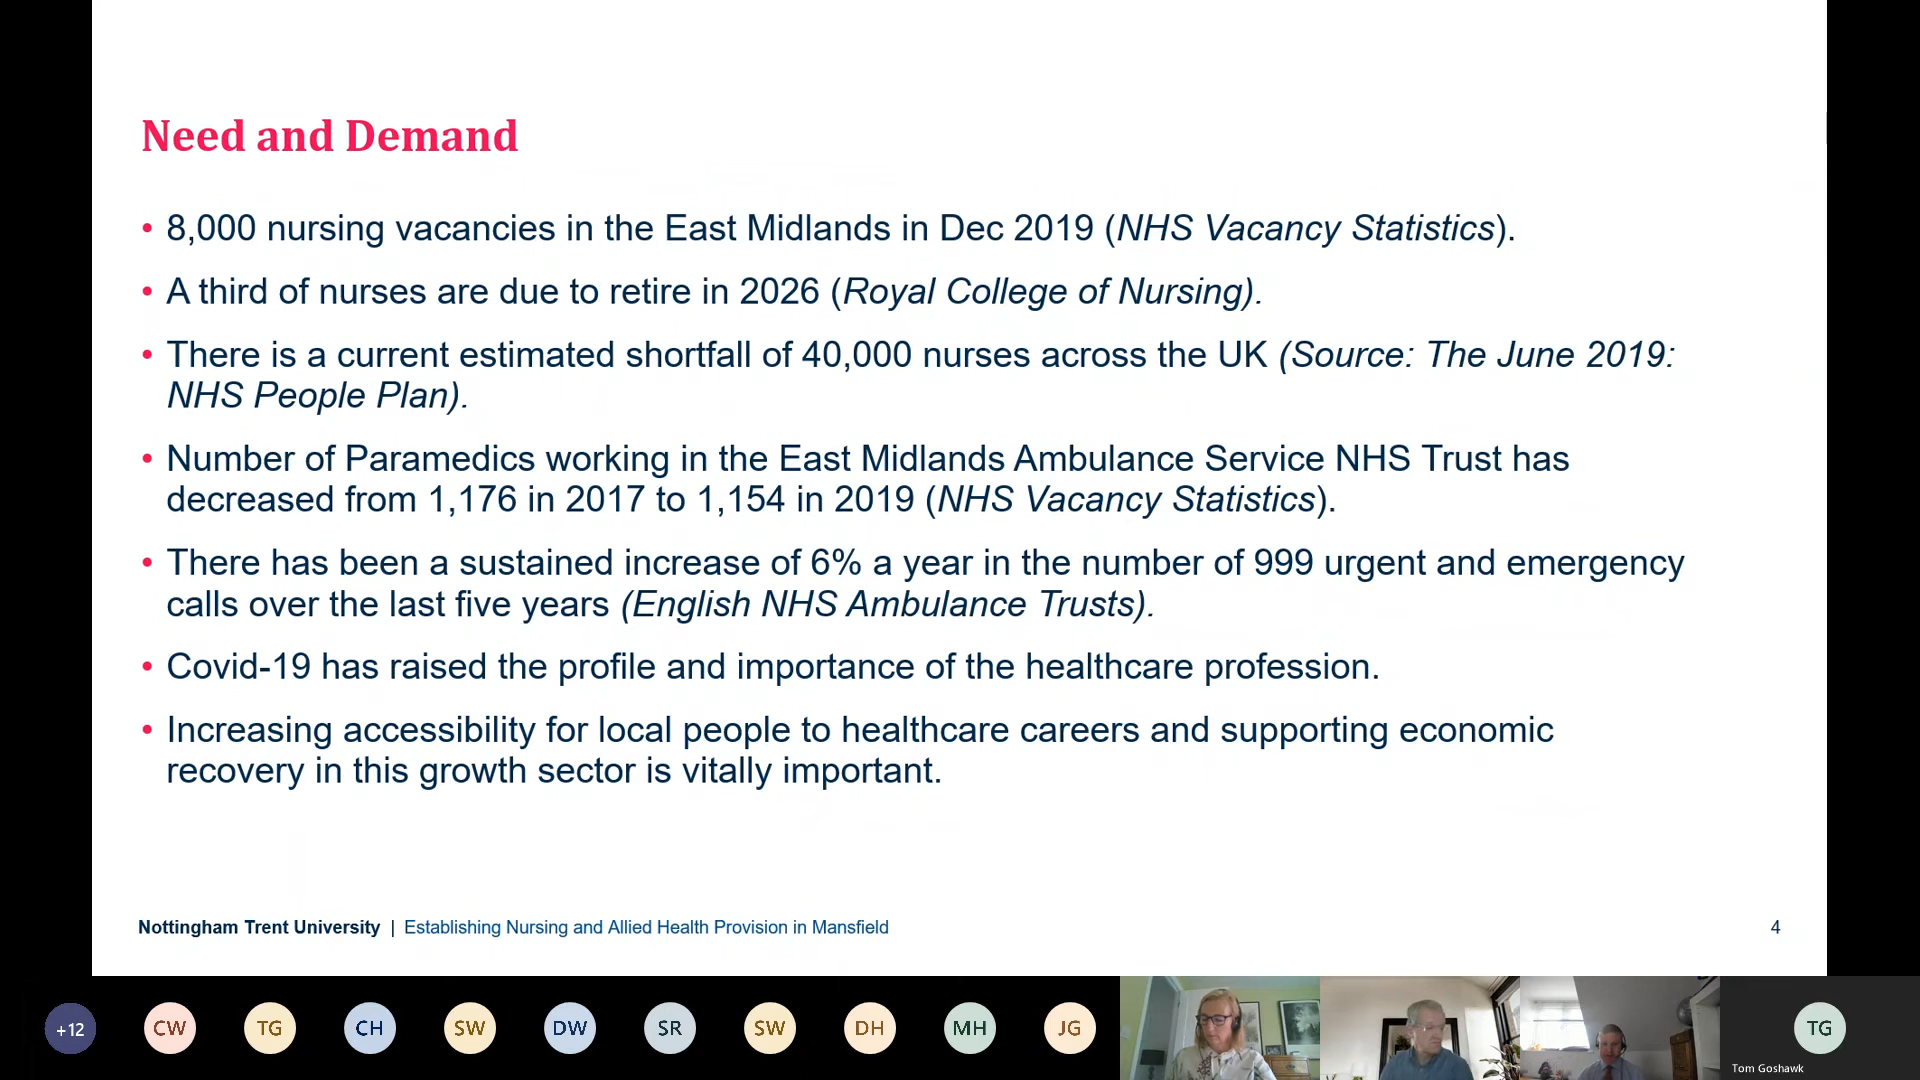 Need and Demand
• 8,000 nursing vacancies in the East Midlands in Dec 2019 (NHS Vacancy Statistics).
• A third of nurses are due to retire in 2026 (Royal College of Nursing).
• There is a current estimated shortfall of 40,000 nurses across the UK (Source: The June 2019:
NHS People Plan).
• Number of Paramedics working in the East Midlands Ambulance Service NHS Trust has
decreased from 1,176 in 2017 to 1,154 in 2019 (NHS Vacancy Statistics).
• There has been a sustained increase of 6% a year in the number of 999 urgent and emergency
calls over the last five years (English NHS Ambulance Trusts).
• Covid-19 has raised the profile and importance of the healthcare profession.
• Increasing accessibility for local people to healthcare careers and supporting economic
recovery in this growth sector is vitally important.
Nottingham Trent University | Establishing Nursing and Allied Health Provision in Mansfield 4
+12 CW TG CH SW DW SR SW DH MH JG TG
Tom Goshawk